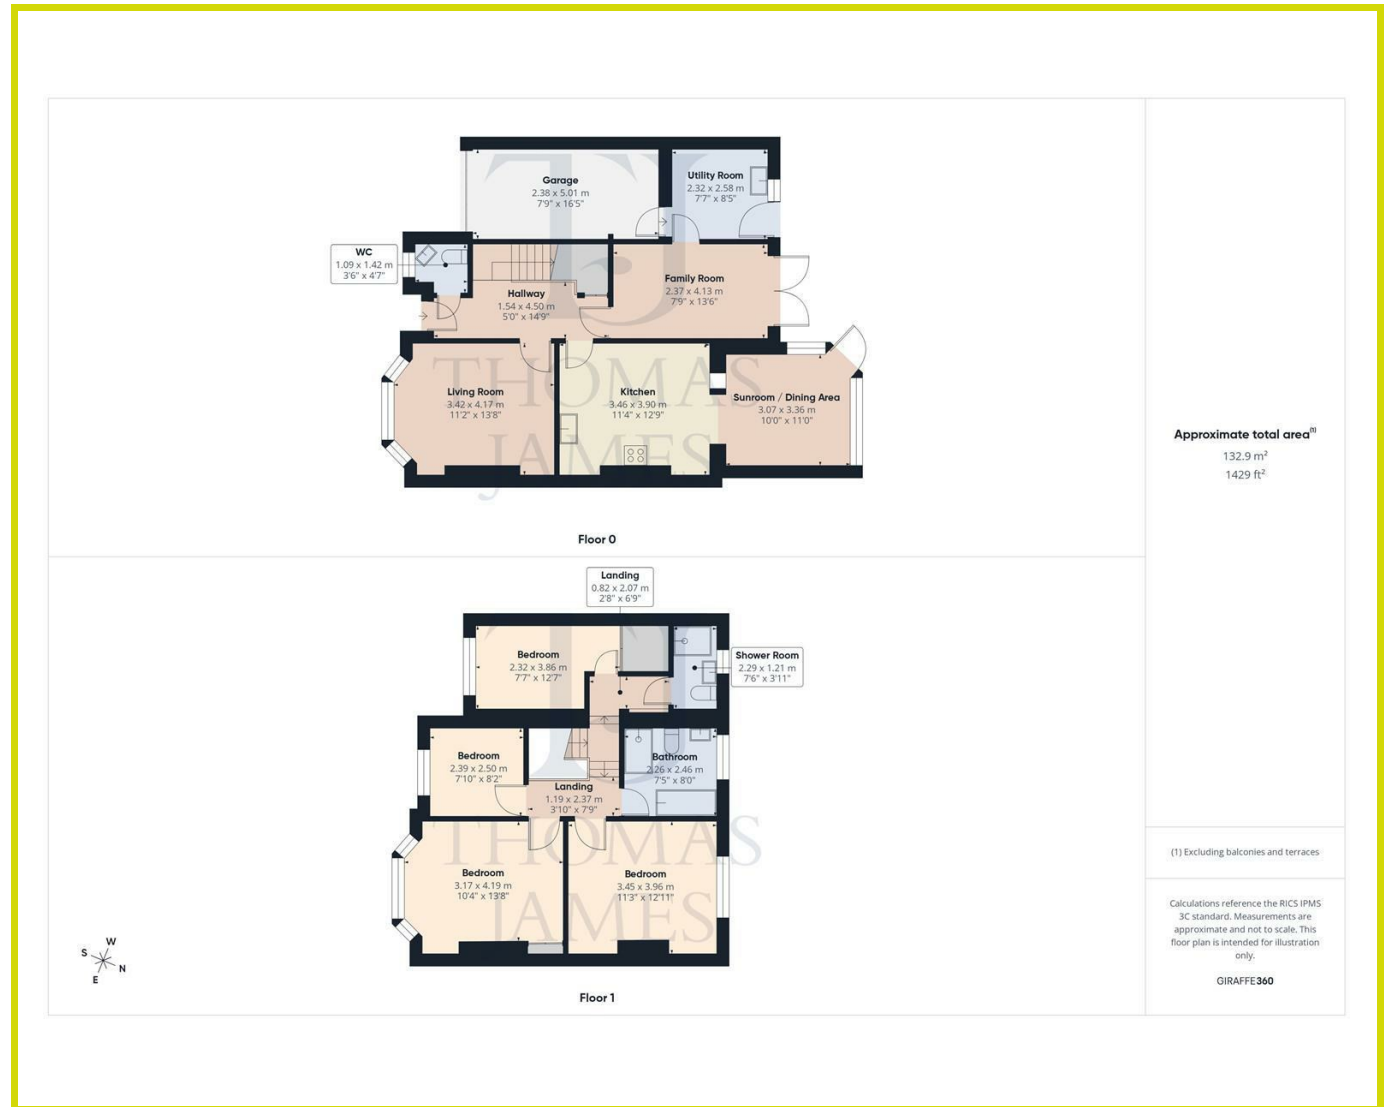 Garage
2.38 x 5.01 m
7'9" x 16'5"
Utility Room
2.32 x 2.58 m
7'7" x 8'5"
WC
1.09 x 1.42 m
3'6" x 4'7"
Hallway
1.54 x 4.50 m
5'0" x 14'9"
Family Room
2.37 x 4.13 m
7'9" x 13'6"
Living Room
3.42 x 4.17 m
11'2" x 13'8"
Kitchen
3.46 x 3.90 m
11'4" x 12'9"
Sunroom / Dining Area
3.07 x 3.36 m
10'0" x 11'0"
TJ
THOMAS
JAMES
Floor 0
Landing
0.82 x 2.07 m
2'8" x 6'9"
Bedroom
2.32 x 3.86 m
7'7" x 12'7"
Shower Room
2.29 x 1.21 m
7'6" x 3'11"
Bedroom
2.39 x 2.50 m
7'10" x 8'2"
Bathroom
2.26 x 2.46 m
7'5" x 8'0"
Landing
1.19 x 2.37 m
3'10" x 7'9"
Bedroom
3.17 x 4.19 m
10'4" x 13'8"
Bedroom
3.45 x 3.96 m
11'3" x 12'11"
TJ
THOMAS
JAMES
Floor 1
W
S
N
E
Approximate total area(1)
132.9 m²
1429 ft²
(1) Excluding balconies and terraces
Calculations reference the RICS IPMS
3C standard. Measurements are
approximate and not to scale. This
floor plan is intended for illustration
only.
GIRAFFE360